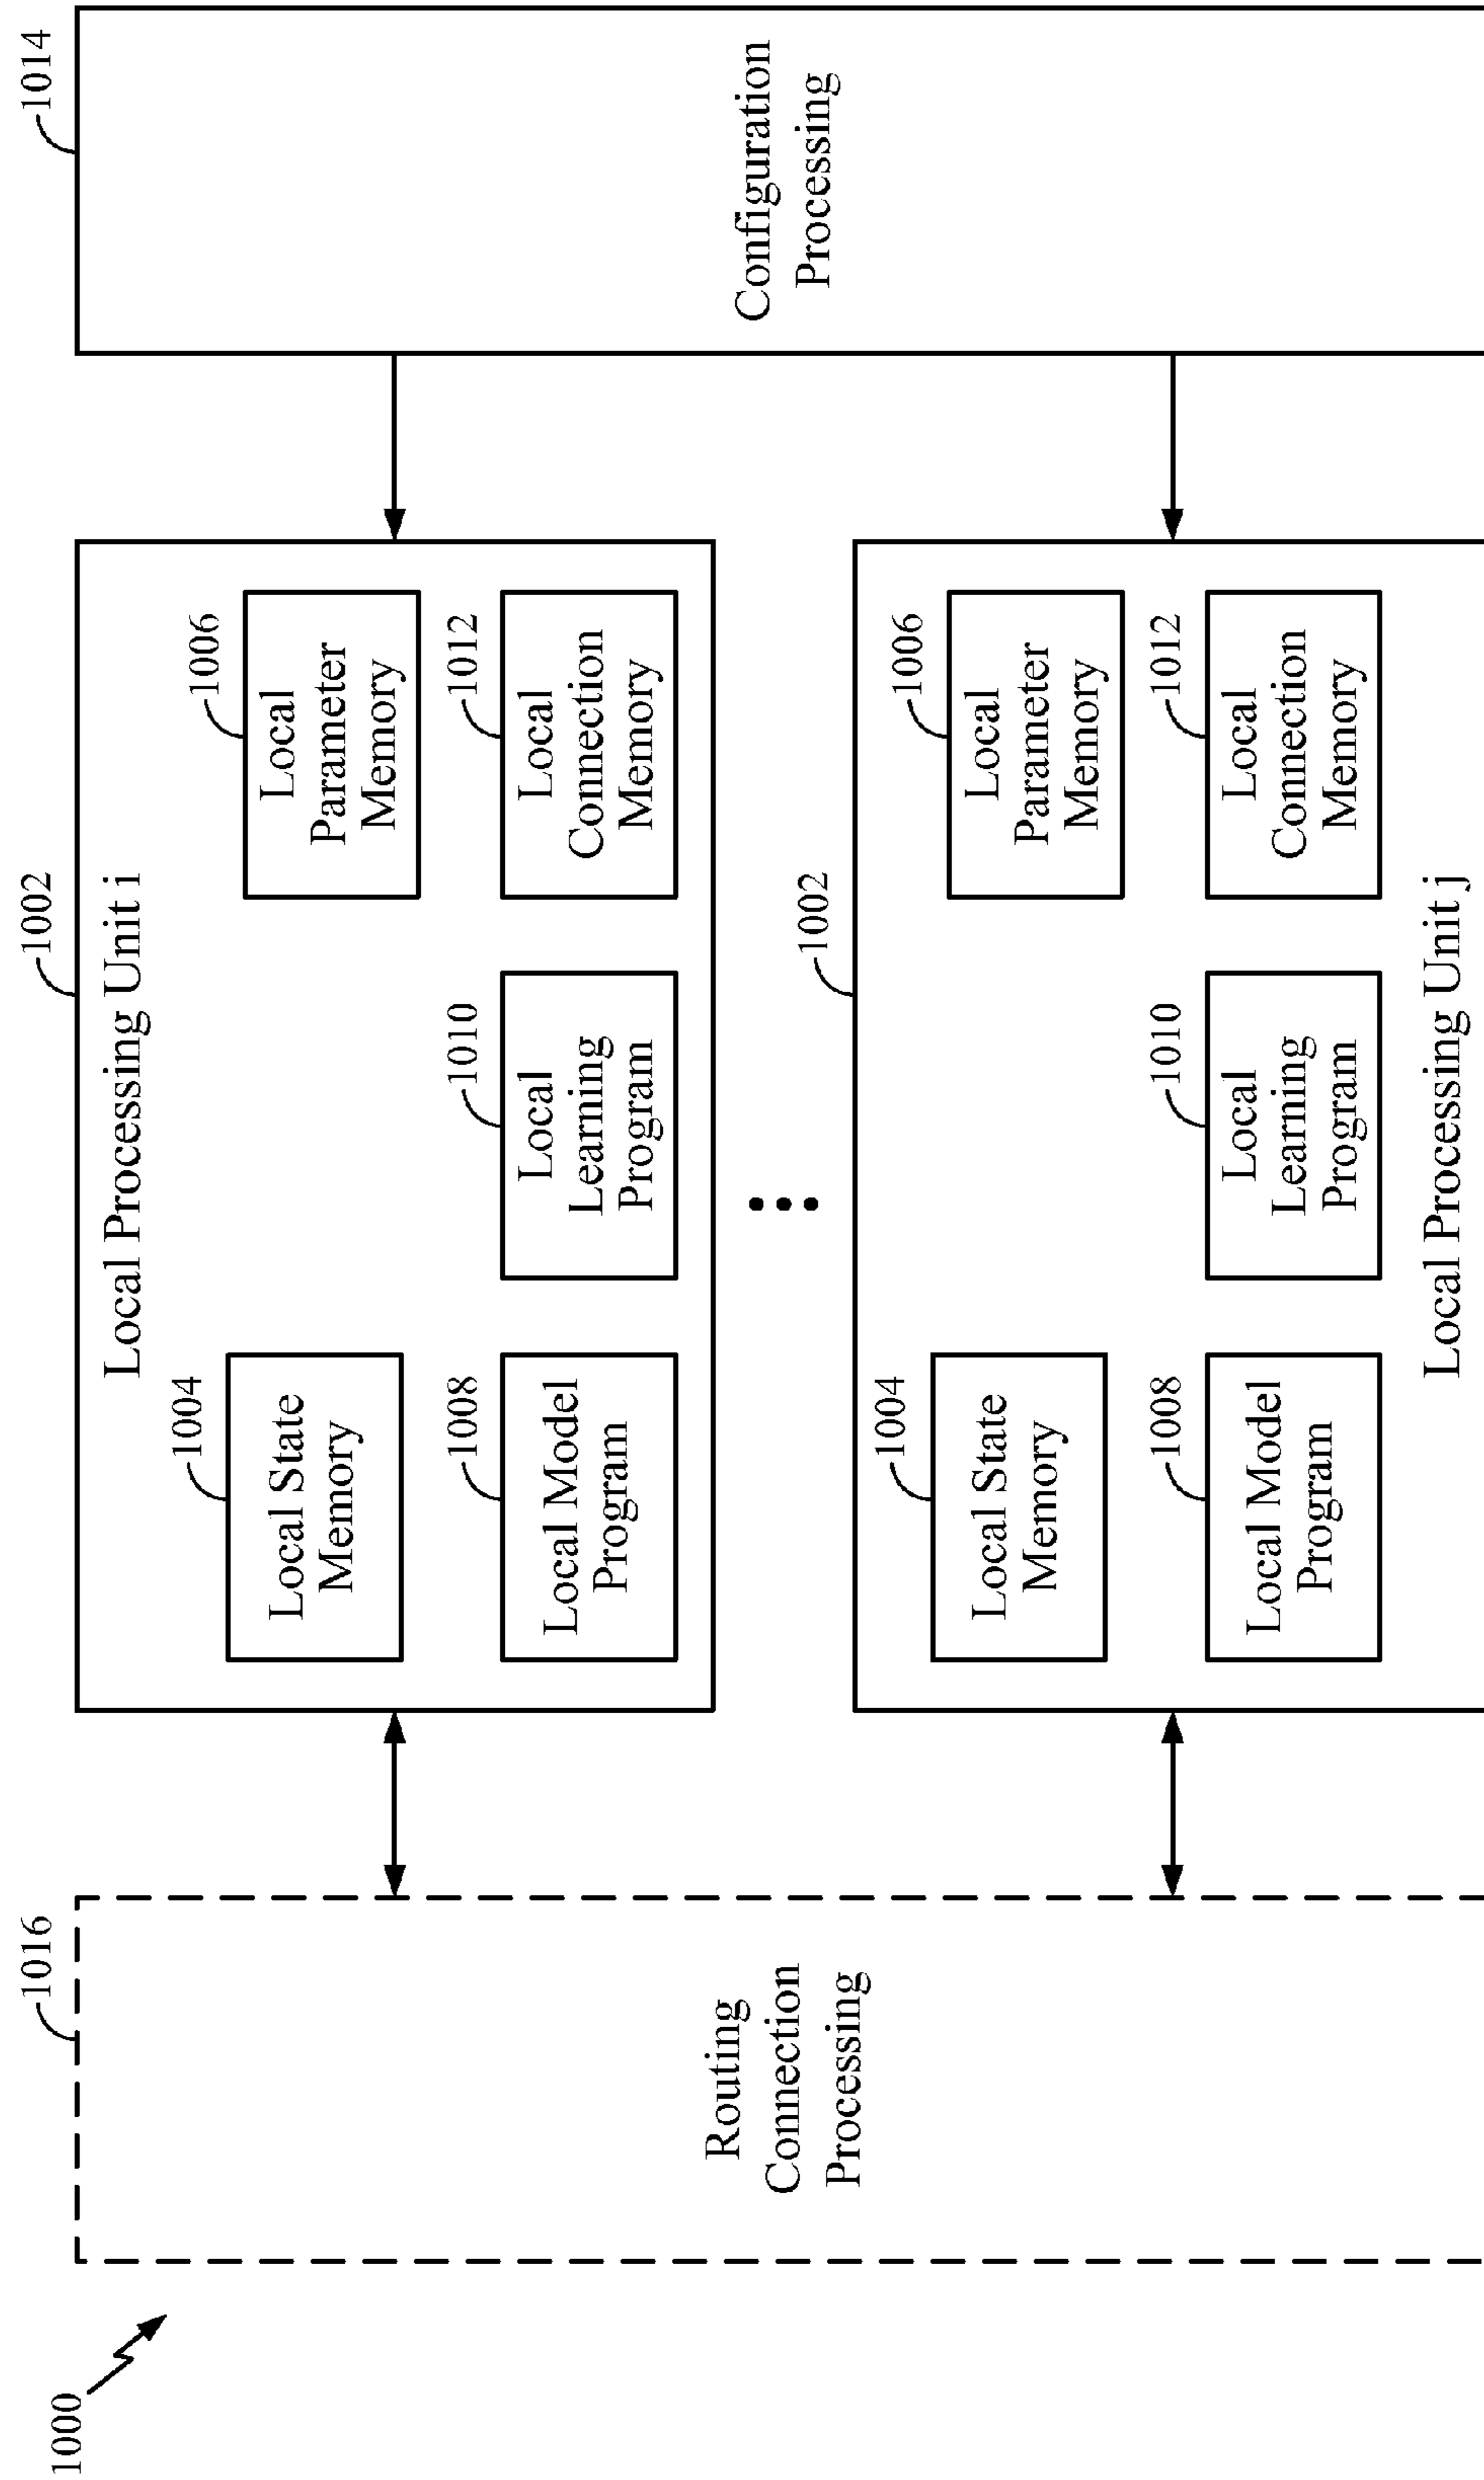 1000
1016
Routing
Connection
Processing
1002
Local Processing Unit i
1004
Local State
Memory
1006
Local
Parameter
Memory
1008
Local Model
Program
1010
Local
Learning
Program
1012
Local
Connection
Memory
1002
1004
Local State
Memory
1006
Local
Parameter
Memory
1008
Local Model
Program
1010
Local
Learning
Program
1012
Local
Connection
Memory
Local Processing Unit j
1014
Configuration
Processing